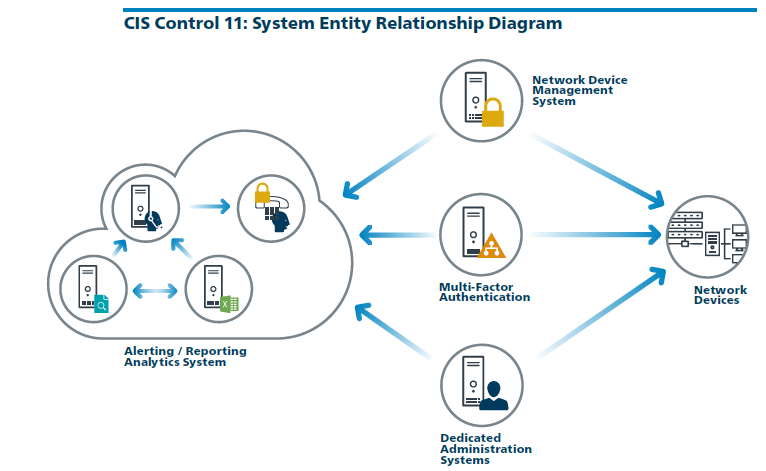 CIS Control 11: System Entity Relationship Diagram
Network Device
Management
System
Multi-Factor
Authentication
Network
Devices
Alerting / Reporting
Analytics System
Dedicated
Administration
Systems